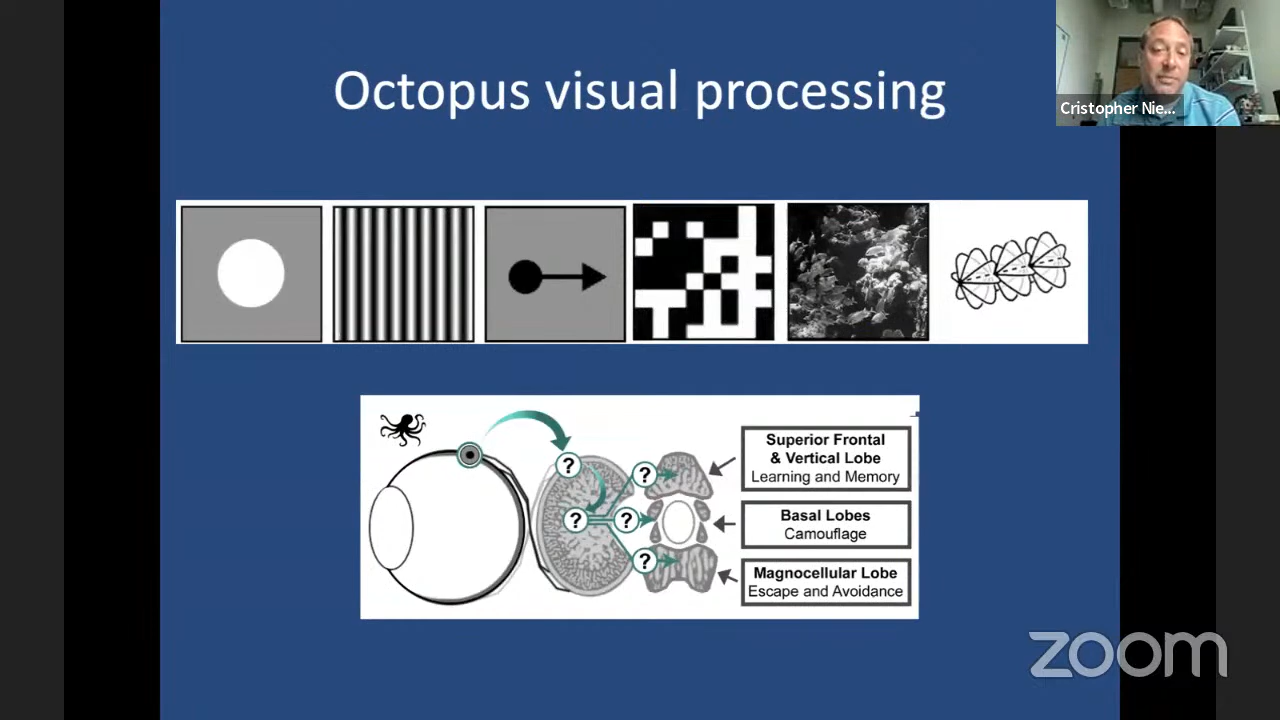 Octopus visual processing
Cristopher Nie...
?
?
?
?
?
Superior Frontal
& Vertical Lobe
Learning and Memory
Basal Lobes
Camouflage
Magnocellular Lobe
Escape and Avoidance
zoom